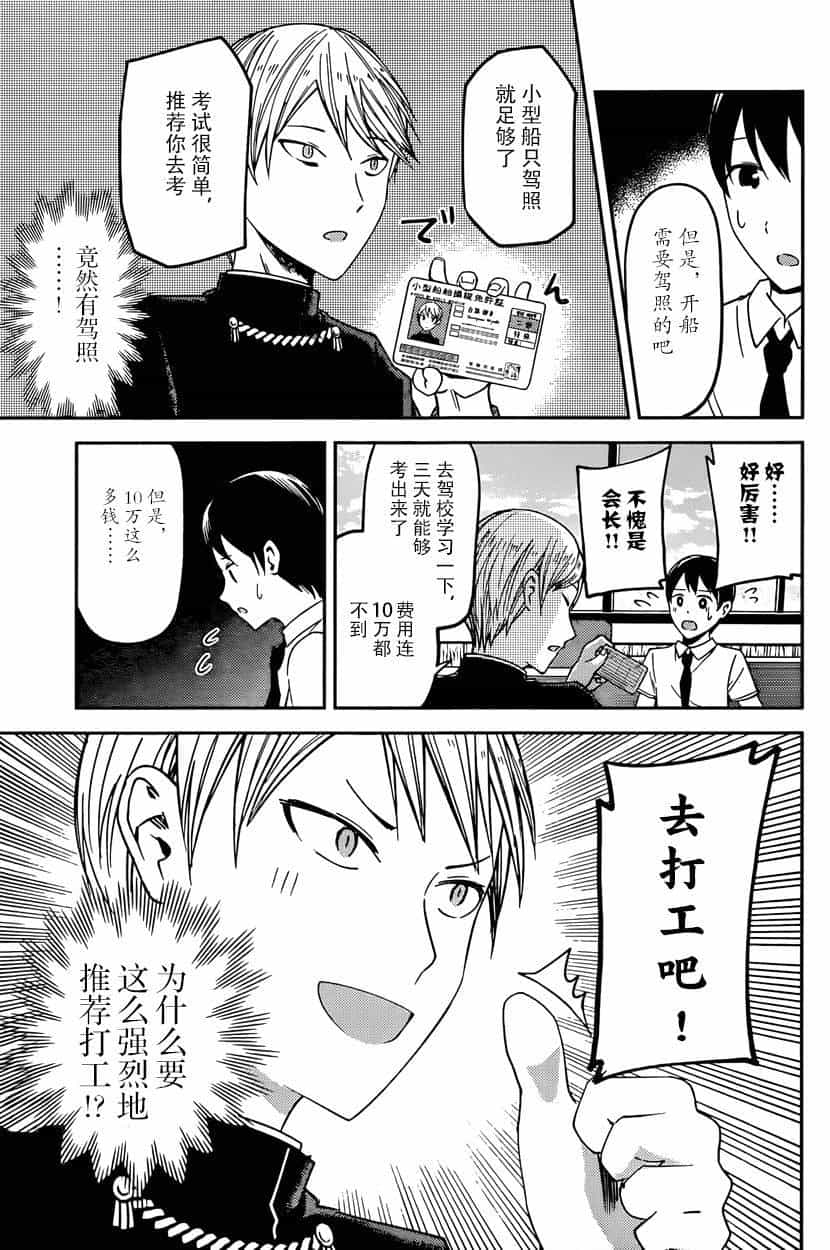 但是，开船
需要驾照
的吧
小型船只驾照
就足够了
考试很简单，
推荐你去考
小型船舶操纵免许证
竟然有驾照
……！
好……
好厉害!!
不愧是
会长!!
去驾校学习一下，
三天就能够
考出来了
费用连
10万都
不到
但是，
10万这么
多钱……
去打工吧！
为什么要
这么强烈地
推荐打工!?